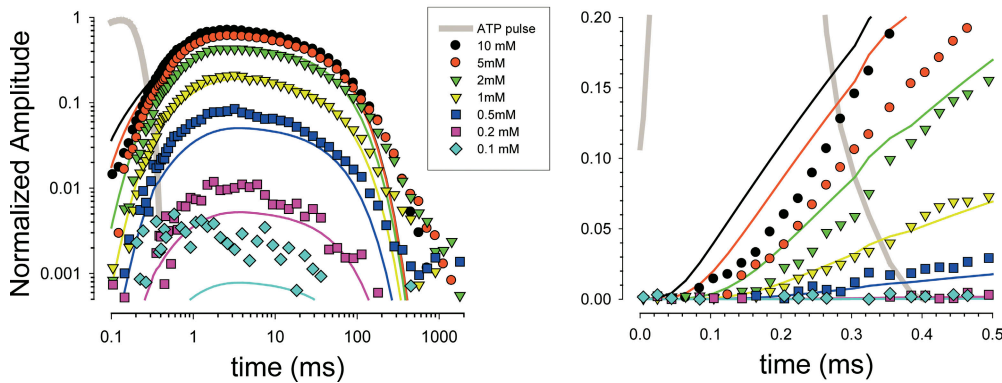 Normalized Amplitude
1
0.1
0.01
0.001
0.1 1 10 100 1000
time (ms)
ATP pulse
10 mM
5mM
2mM
1mM
0.5mM
0.2 mM
0.1 mM
0.20
0.15
0.10
0.05
0.00
0.0 0.1 0.2 0.3 0.4 0.5
time (ms)